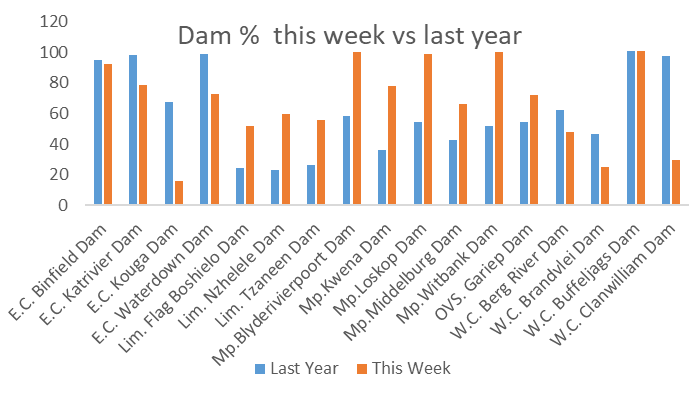 Dam %  this week vs last year
120
100
80
60
40
20
0
E.C. Binfield Dam
E.C. Katrivier Dam
E.C. Kouga Dam
E.C. Waterdown Dam
Lim. Flag Boshielo Dam
Lim. Nzhelele Dam
Lim. Tzaneen Dam
Mp.Blyderivierpoort Dam
Mp.Kwena Dam
Mp.Loskop Dam
Mp.Middelburg Dam
Mp.Witbank Dam
OVS. Gariep Dam
W.C. Berg River Dam
W.C. Brandvlei Dam
W.C. Buffeljags Dam
W.C. Clanwilliam Dam
Last Year
This Week